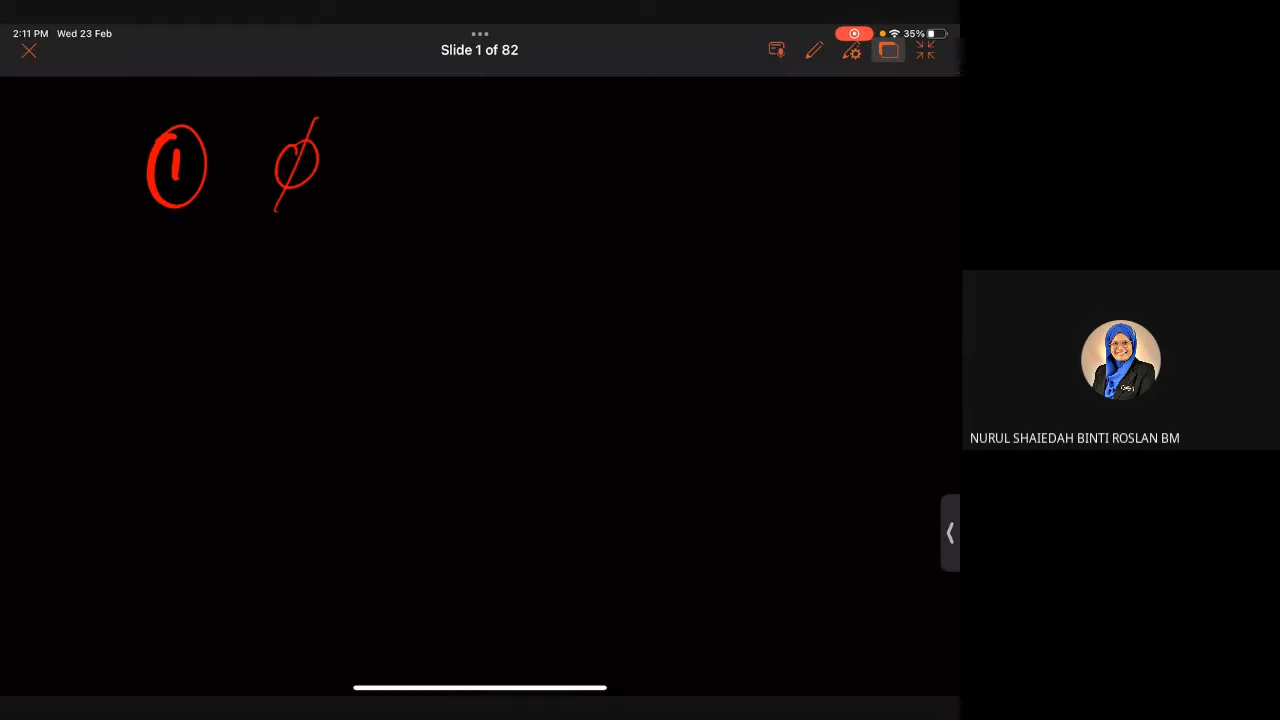 2:11 PM Wed 23 Feb
35%
Slide 1 of 82
① ø
NURUL SHAIEDAH BINTI ROSLAN BM